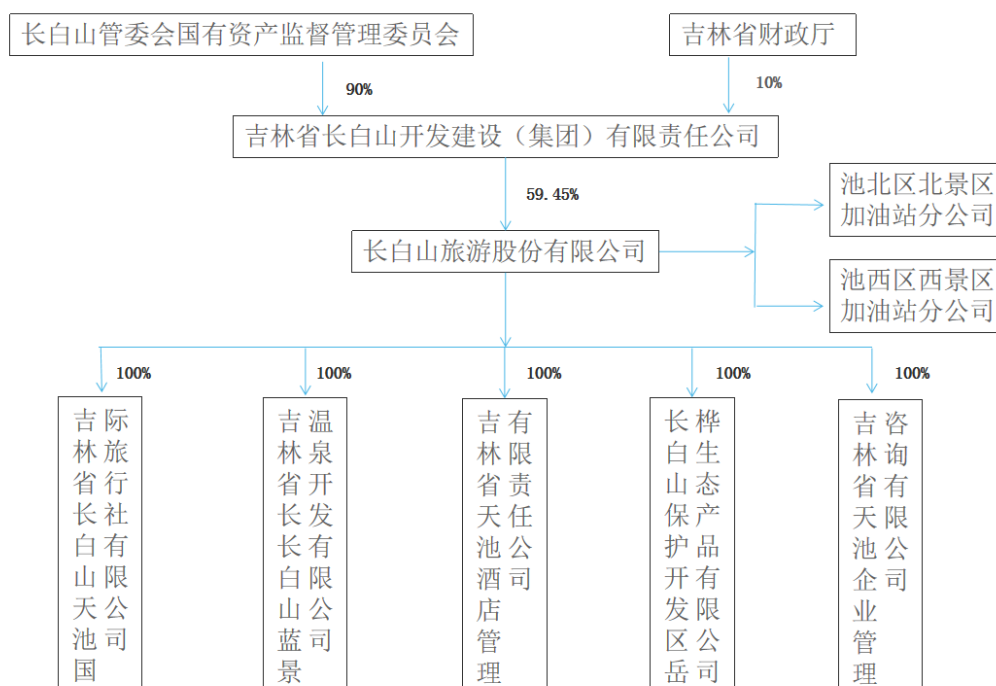 长白山管委会国有资产监督管理委员会
吉林省财政厅
90%
10%
吉林省长白山开发建设（集团）有限责任公司
59.45%
池北区北景区
加油站分公司
长白山旅游股份有限公司
池西区西景区
加油站分公司
100%
100%
100%
100%
100%
吉林省长白山天池国
际旅行社有限公司
吉林省长长白山蓝景
温泉开发有限公司
吉林省天池酒店管理
有限责任公司
长白山保护开发区岳
桦生态产品有限公司
吉林省天池企业管理
咨询有限公司